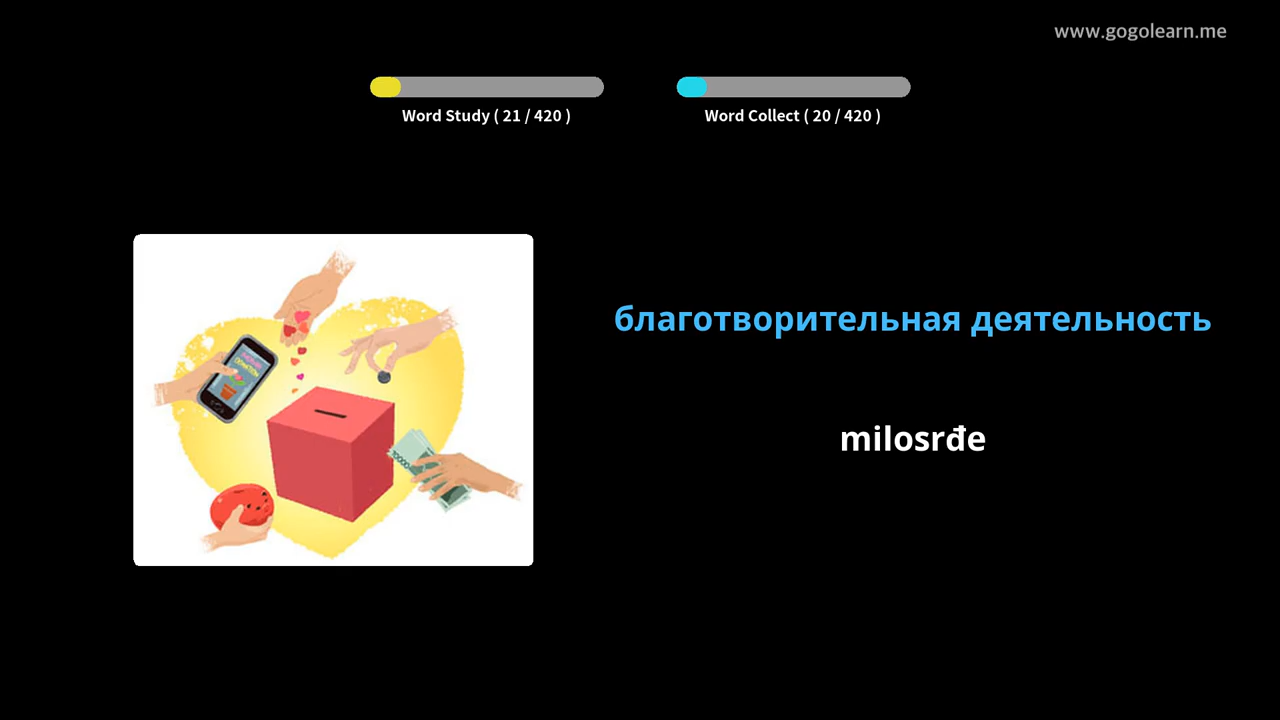 www.gogolearn.me
Word Study ( 21 / 420 )
Word Collect ( 20 / 420 )
благотворительная деятельность
milosrđe